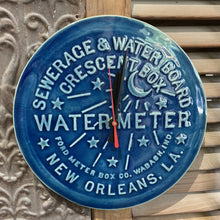 SEWERAGE & WATER BOARD
CRESCENT BOX
WATER METER
FORD METER BOX CO. WABASH, IND.
NEW ORLEANS, LA.